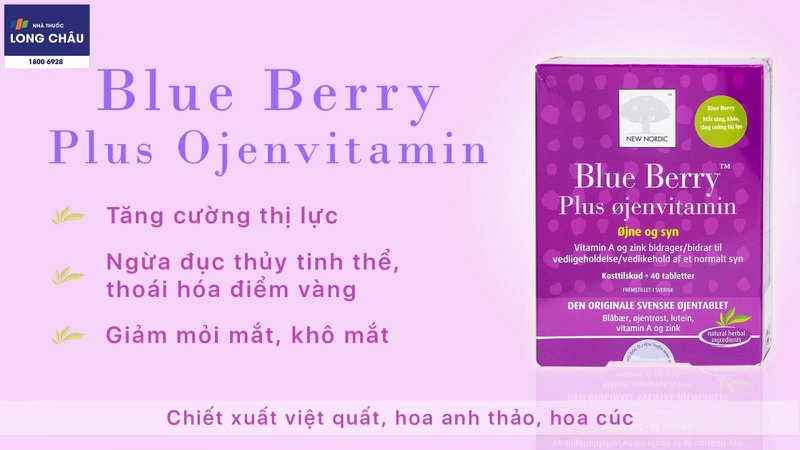 NHÀ THUỐC
LONG CHÂU
1800 6928
Blue Berry
Plus Ojenvitamin
Tăng cường thị lực
Ngừa đục thủy tinh thể,
thoái hóa điểm vàng
Giảm mỏi mắt, khô mắt
NEW NORDIC
Blue Berry
Mắt sáng, khỏe,
tăng cường thị lực
Blue Berry™
Plus øjenvitamin
Øjne og syn
Vitamin A og zink bidrager/bidrar til
vedligeholdelse/vedlikehold af et normalt syn
Kosttilskud • 40 tabletter
FREMSTILLET I SVERIGE
DEN ORIGINALE SVENSKE ØJENTABLET
Blåbær, øjentrøst, lutein,
vitamin A og zink
natural herbal
ingredients
Chiết xuất việt quất, hoa anh thảo, hoa cúc